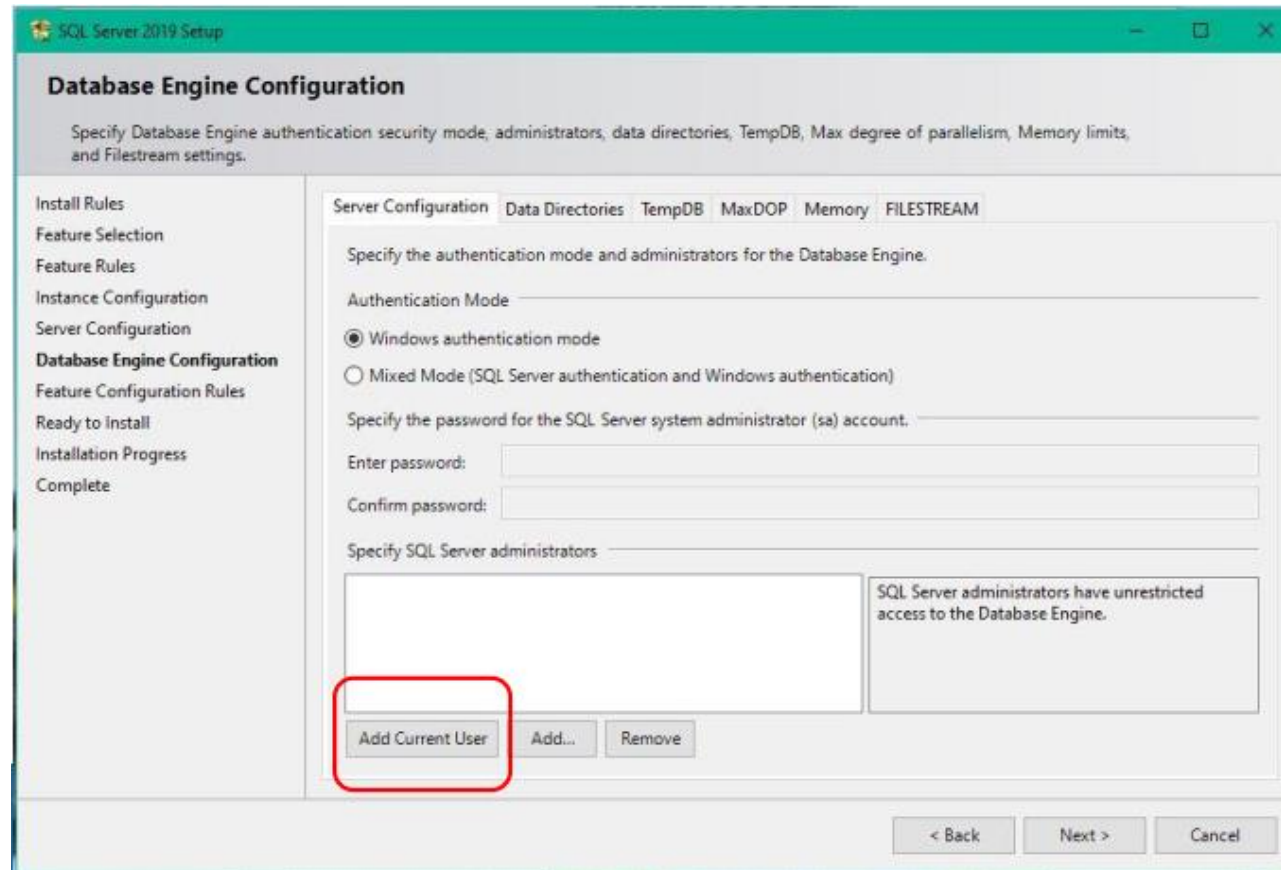 SQL Server 2019 Setup
Database Engine Configuration
Specify Database Engine authentication security mode, administrators, data directories, TempDB, Max degree of parallelism, Memory limits,
and Filestream settings.
Install Rules
Feature Selection
Feature Rules
Instance Configuration
Server Configuration
Database Engine Configuration
Feature Configuration Rules
Ready to Install
Installation Progress
Complete
Server Configuration Data Directories TempDB MaxDOP Memory FILESTREAM
Specify the authentication mode and administrators for the Database Engine.
Authentication Mode
Windows authentication mode
Mixed Mode (SQL Server authentication and Windows authentication)
Specify the password for the SQL Server system administrator (sa) account.
Enter password:
Confirm password:
Specify SQL Server administrators
SQL Server administrators have unrestricted
access to the Database Engine.
Add Current User Add... Remove
< Back Next > Cancel